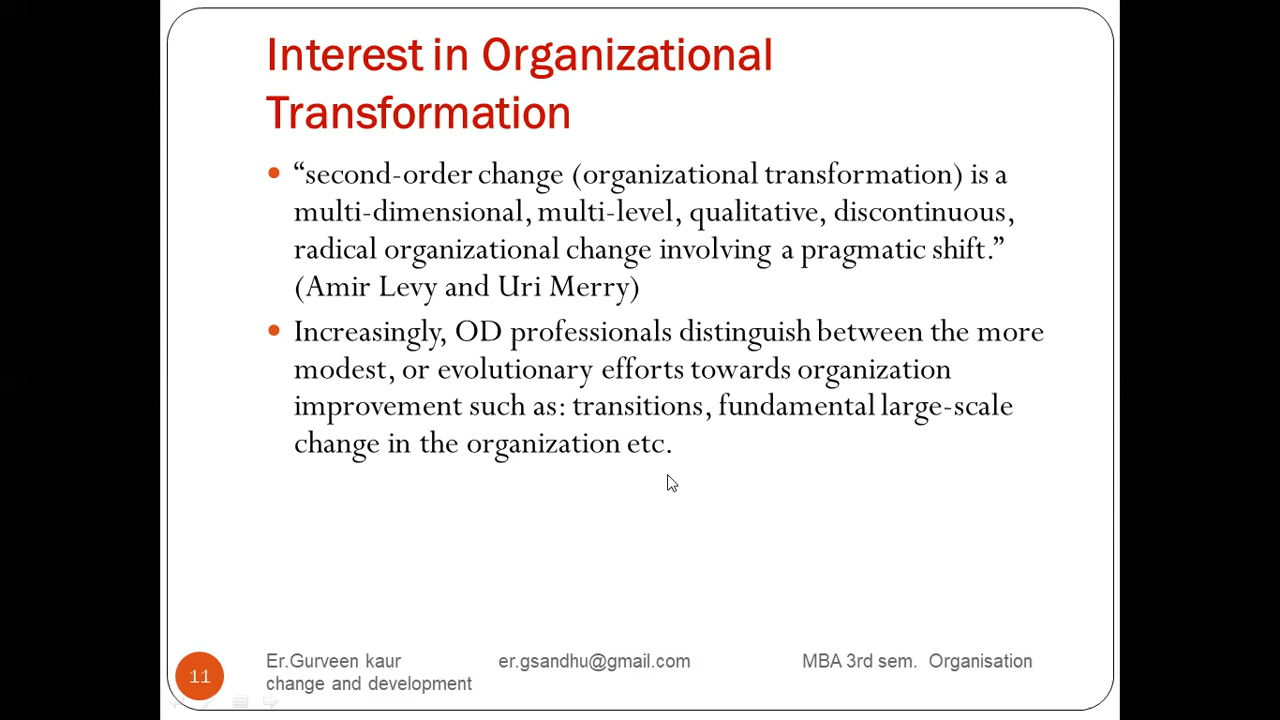 Interest in Organizational
Transformation
• “second-order change (organizational transformation) is a
multi-dimensional, multi-level, qualitative, discontinuous,
radical organizational change involving a pragmatic shift.”
(Amir Levy and Uri Merry)
• Increasingly, OD professionals distinguish between the more
modest, or evolutionary efforts towards organization
improvement such as: transitions, fundamental large-scale
change in the organization etc.
11
Er.Gurveen kaur er.gsandhu@gmail.com MBA 3rd sem. Organisation
change and development